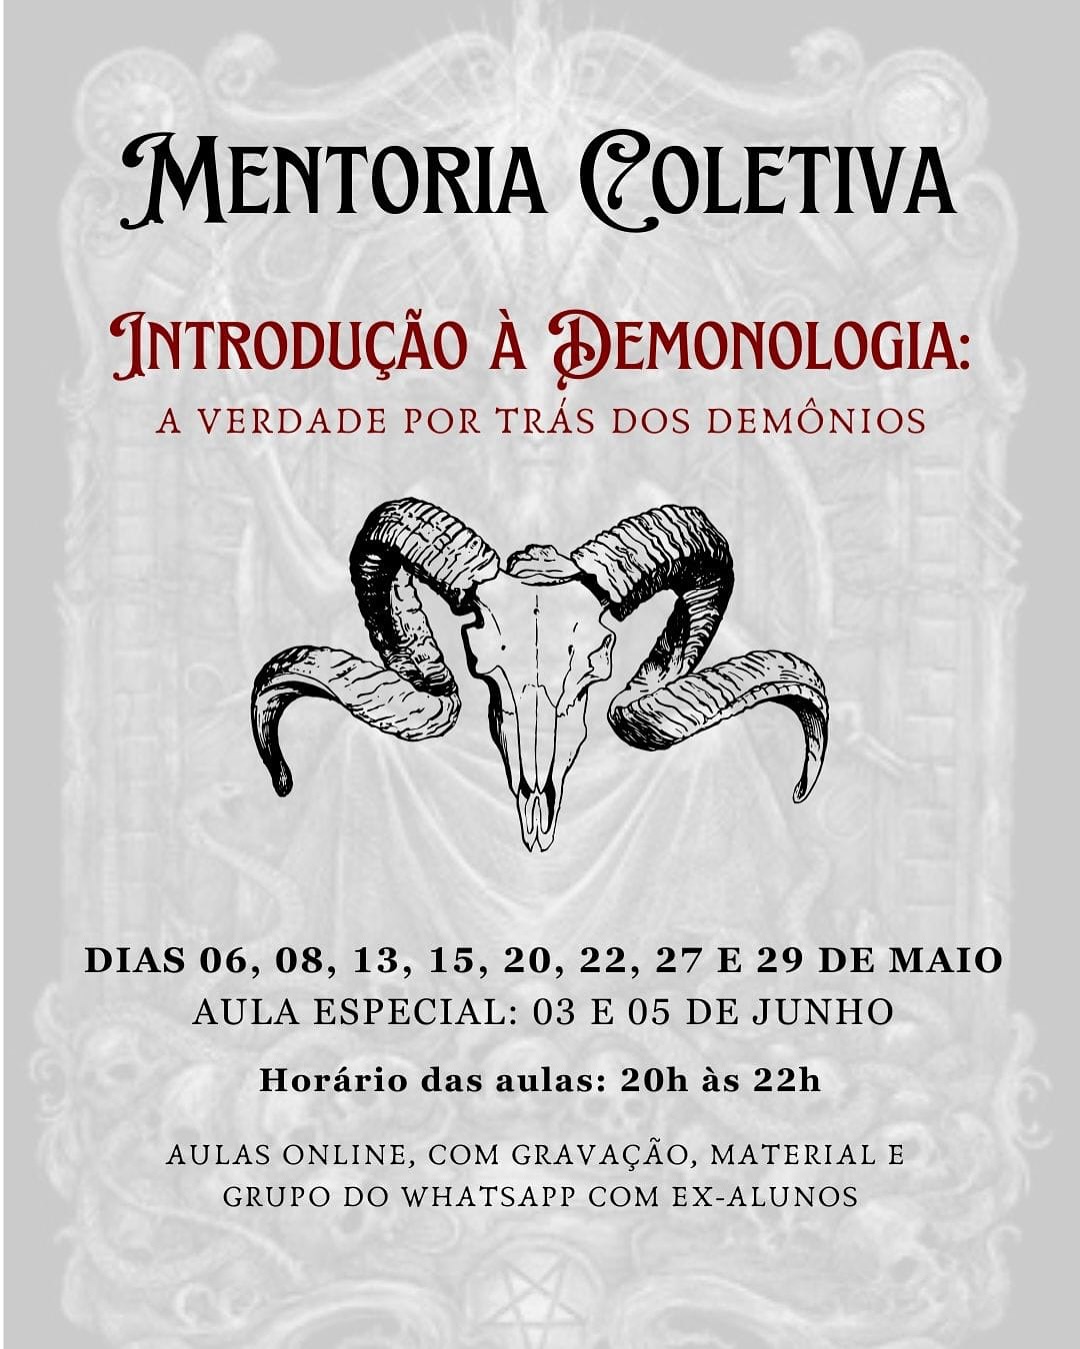 MENTORIA COLETIVA
INTRODUÇÃO À DEMONOLOGIA:
A VERDADE POR TRÁS DOS DEMÔNIOS
DIAS 06, 08, 13, 15, 20, 22, 27 E 29 DE MAIO
AULA ESPECIAL: 03 E 05 DE JUNHO
Horário das aulas: 20h às 22h
AULAS ONLINE, COM GRAVAÇÃO, MATERIAL E
GRUPO DO WHATSAPP COM EX-ALUNOS